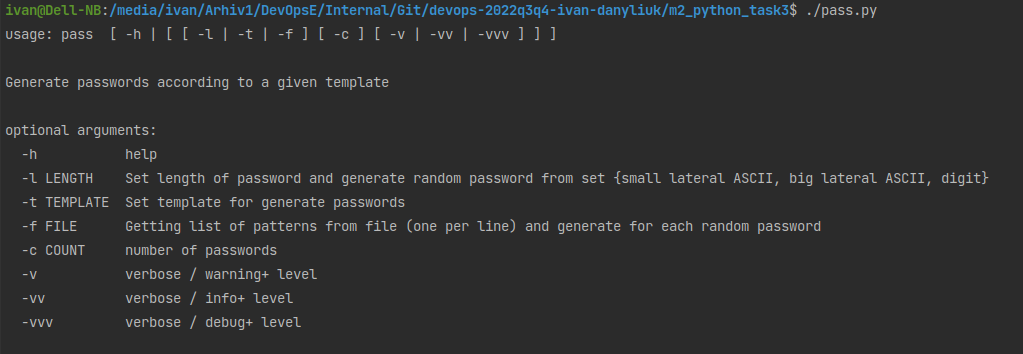 ivan@Dell-NB:/media/ivan/Arhiv1/DevOpsE/Internal/Git/devops-2022q3q4-ivan-danyliuk/m2_python_task3$ ./pass.py
usage: pass  [ -h | [ [ -l | -t | -f ] [ -c ] [ -v | -vv | -vvv ] ] ]
Generate passwords according to a given template
optional arguments:
  -h           help
  -l LENGTH    Set length of password and generate random password from set {small lateral ASCII, big lateral ASCII, digit}
  -t TEMPLATE  Set template for generate passwords
  -f FILE      Getting list of patterns from file (one per line) and generate for each random password
  -c COUNT     number of passwords
  -v           verbose / warning+ level
  -vv          verbose / info+ level
  -vvv         verbose / debug+ level